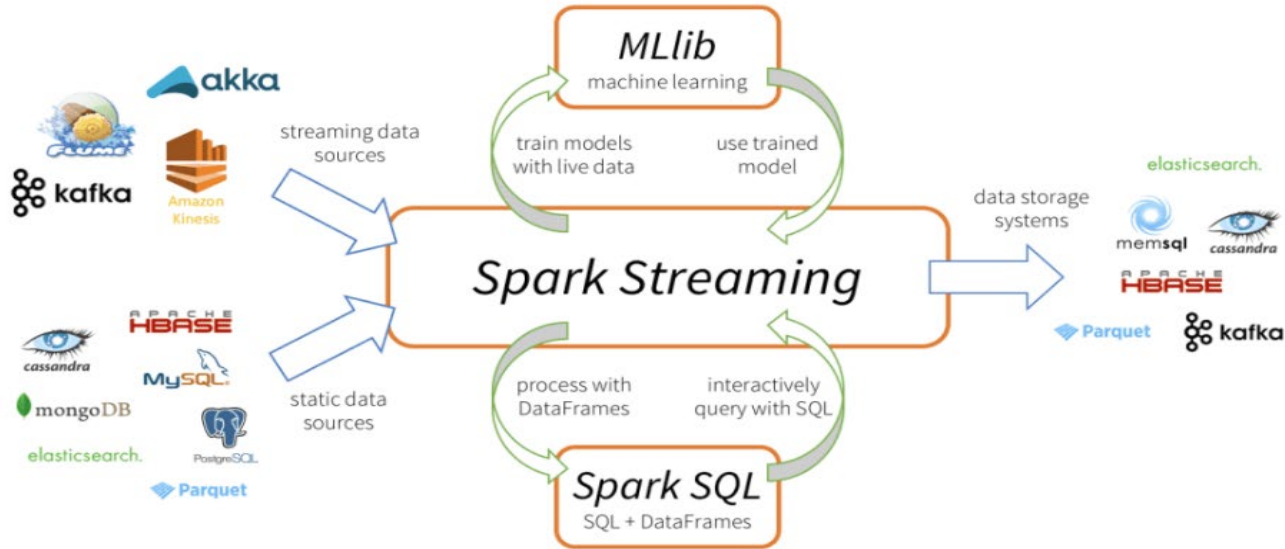 MLlib
machine learning
akka
FLUME
kafka
Amazon
Kinesis
streaming data
sources
train models
with live data
use trained
model
Spark Streaming
data storage
systems
elasticsearch.
memsql
cassandra
APACHE
HBASE
Parquet
kafka
APACHE
HBASE
cassandra
MySQL®
mongoDB
PostgreSQL
elasticsearch.
Parquet
static data
sources
process with
DataFrames
interactively
query with SQL
Spark SQL
SQL + DataFrames